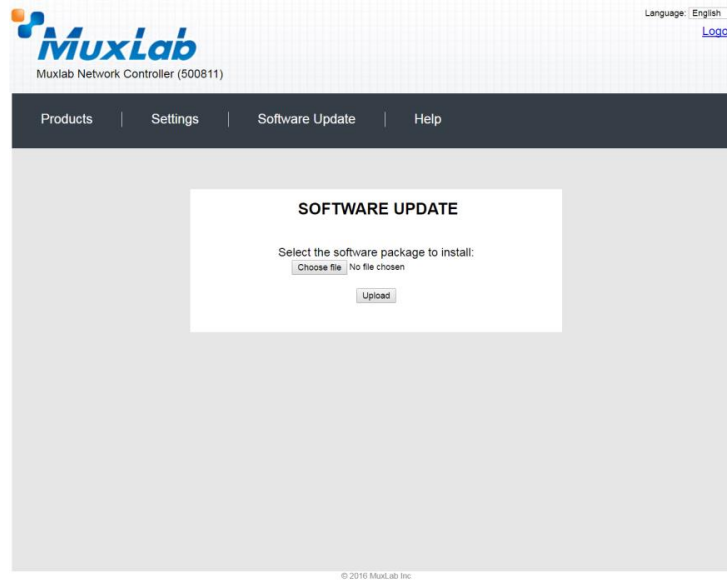 Language: English
Logo
MuxLab
Muxlab Network Controller (500811)
Products | Settings | Software Update | Help
SOFTWARE UPDATE
Select the software package to install:
Choose file No file chosen
Upload
© 2016 MuxLab Inc